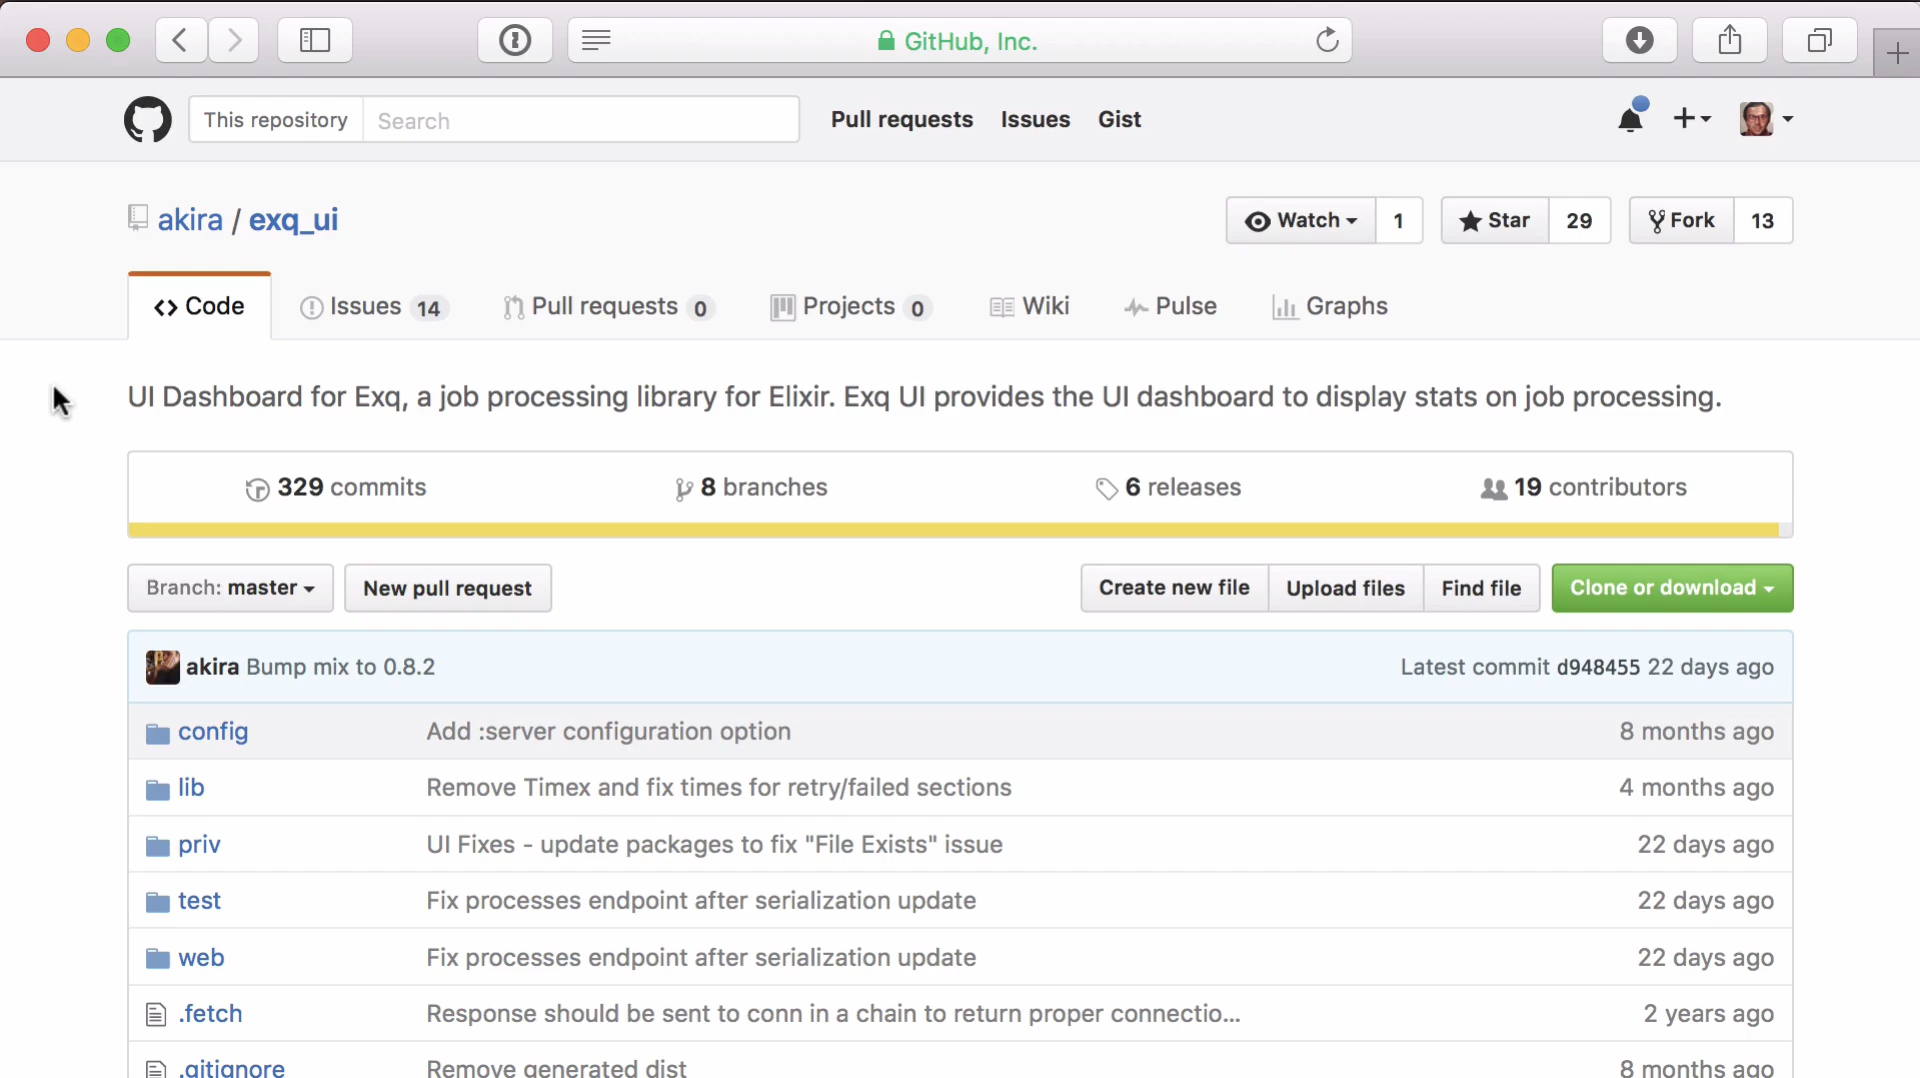 GitHub, Inc.
This repository Search Pull requests Issues Gist
akira / exq_ui Watch 1 Star 29 Fork 13
Code Issues 14 Pull requests 0 Projects 0 Wiki Pulse Graphs
UI Dashboard for Exq, a job processing library for Elixir. Exq UI provides the UI dashboard to display stats on job processing.
329 commits 8 branches 6 releases 19 contributors
Branch: master New pull request Create new file Upload files Find file Clone or download
akira Bump mix to 0.8.2 Latest commit d948455 22 days ago
config Add :server configuration option 8 months ago
lib Remove Timex and fix times for retry/failed sections 4 months ago
priv UI Fixes - update packages to fix "File Exists" issue 22 days ago
test Fix processes endpoint after serialization update 22 days ago
web Fix processes endpoint after serialization update 22 days ago
.fetch Response should be sent to conn in a chain to return proper connectio... 2 years ago
.gitignore Remove generated dist 8 months ago